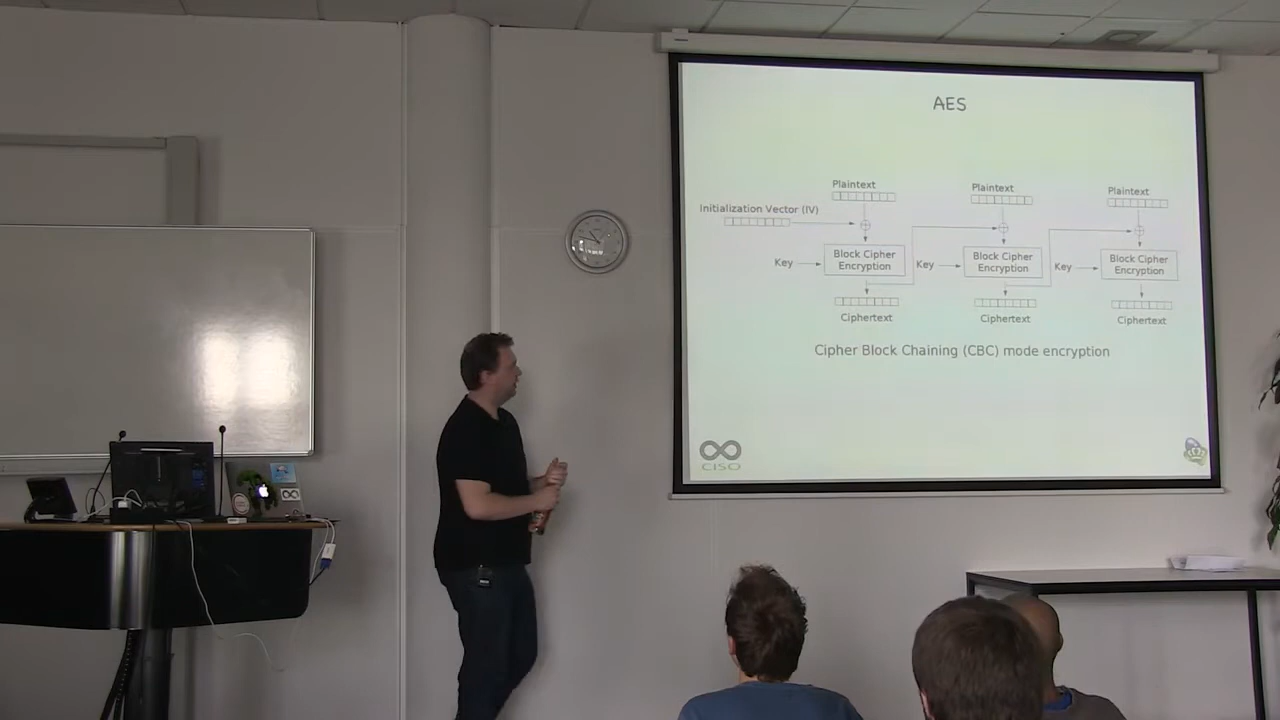 AES
Plaintext
Plaintext
Plaintext
Initialization Vector (IV)
Key
Block Cipher
Encryption
Key
Block Cipher
Encryption
Key
Block Cipher
Encryption
Ciphertext
Ciphertext
Ciphertext
Cipher Block Chaining (CBC) mode encryption
CISO